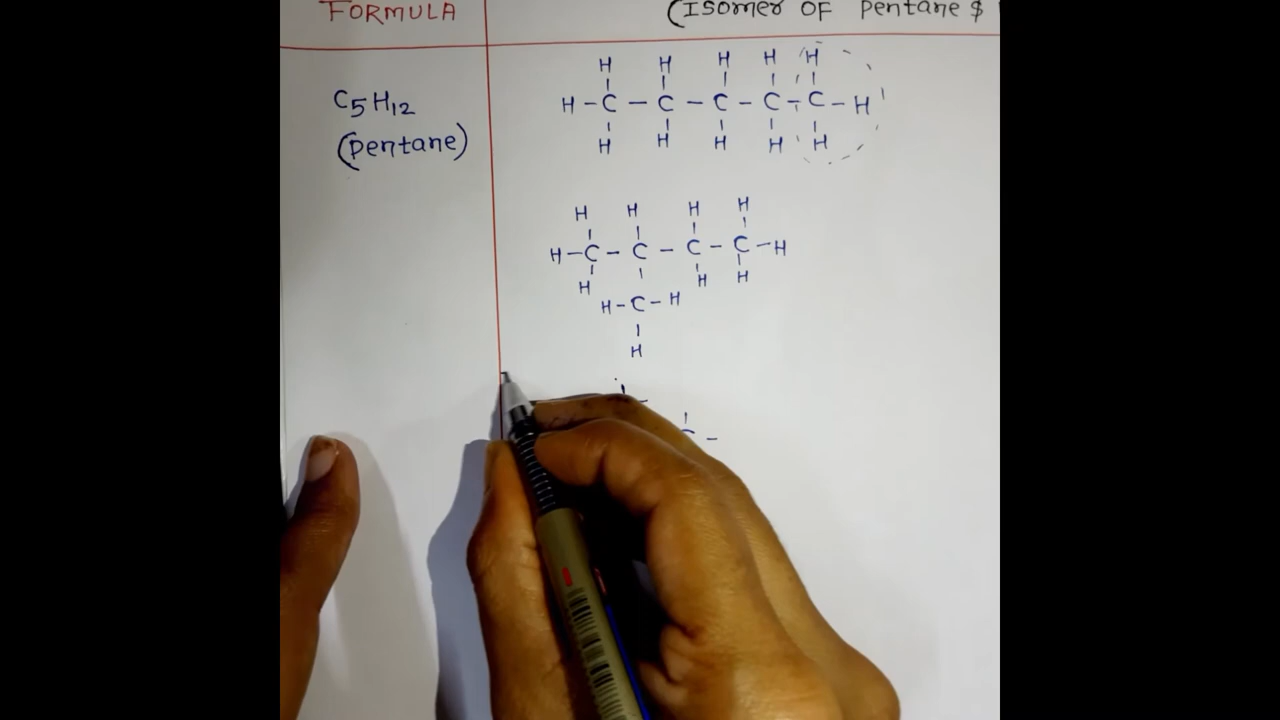 FORMULA
(Isomer OF Pentane &
C5H12
(Pentane)
H H H H H
H-C-C-C-C-C-H
H H H H H
H H H H
H-C-C-C-C-H
H H H
H-C-H
H